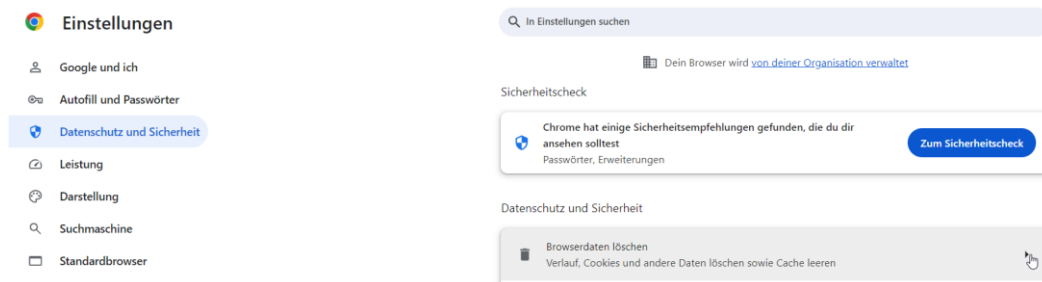 Einstellungen
Google und ich
Autofill und Passwörter
Datenschutz und Sicherheit
Leistung
Darstellung
Suchmaschine
Standardbrowser
In Einstellungen suchen
Dein Browser wird von deiner Organisation verwaltet
Sicherheitscheck
Chrome hat einige Sicherheitsempfehlungen gefunden, die du dir
ansehen solltest
Passwörter, Erweiterungen
Zum Sicherheitscheck
Datenschutz und Sicherheit
Browserdaten löschen
Verlauf, Cookies und andere Daten löschen sowie Cache leeren